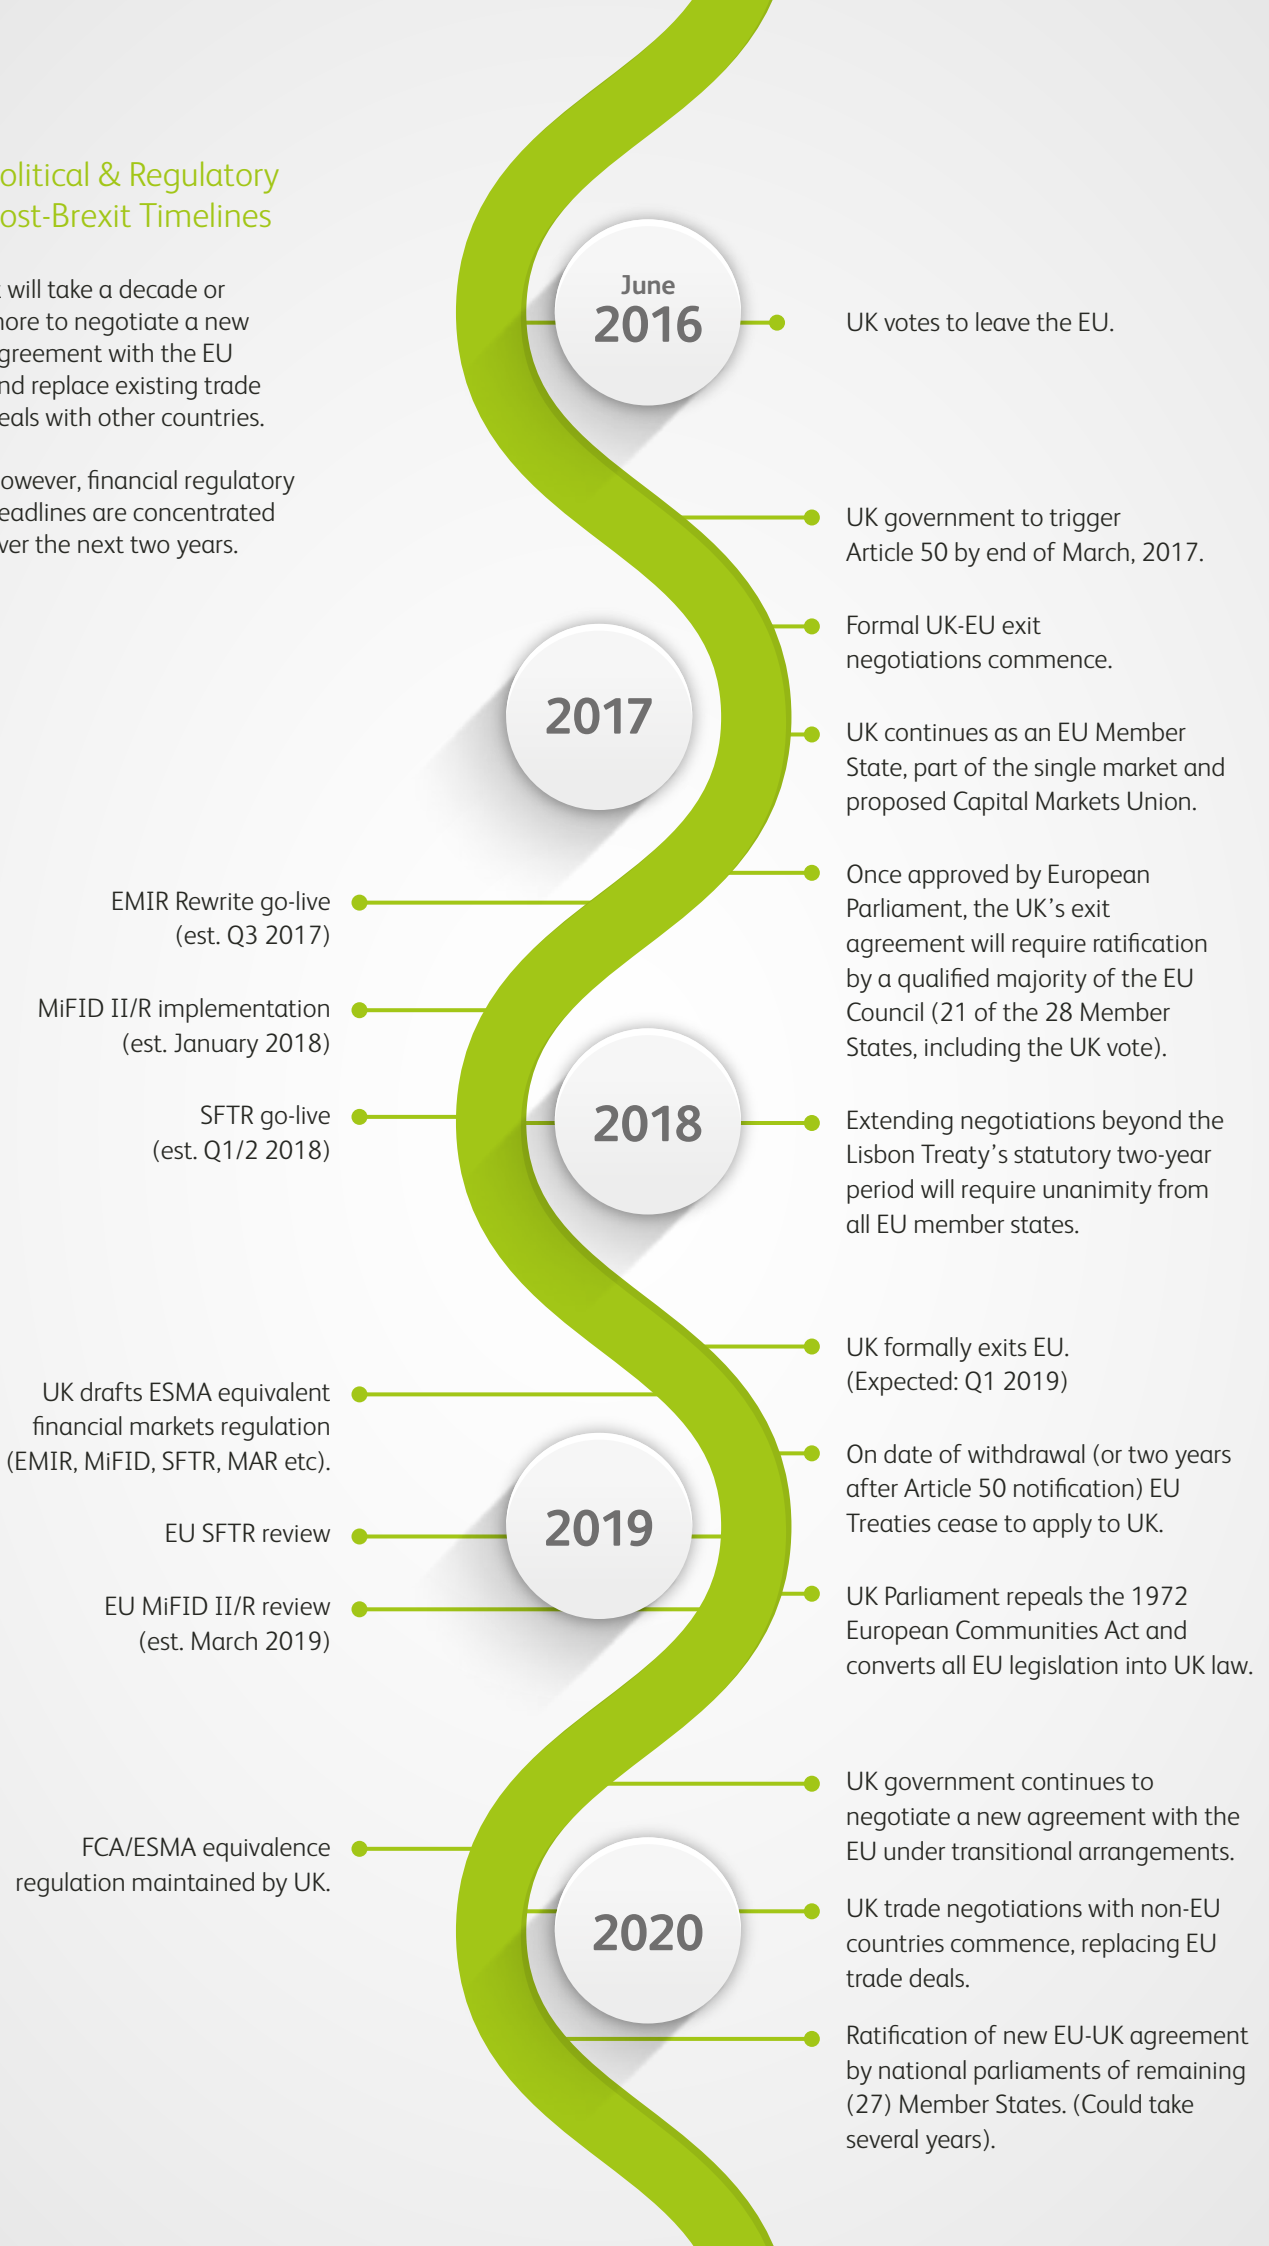 olitical & Regulatory
ost-Brexit Timelines
will take a decade or
ore to negotiate a new
greement with the EU
nd replace existing trade
eals with other countries.
owever, financial regulatory
eadlines are concentrated
ver the next two years.
June
2016
UK votes to leave the EU.
UK government to trigger
Article 50 by end of March, 2017.
Formal UK-EU exit
negotiations commence.
2017
UK continues as an EU Member
State, part of the single market and
proposed Capital Markets Union.
Once approved by European
Parliament, the UK's exit
agreement will require ratification
by a qualified majority of the EU
Council (21 of the 28 Member
States, including the UK vote).
EMIR Rewrite go-live
(est. Q3 2017)
MiFID II/R implementation
(est. January 2018)
SFTR go-live
(est. Q1/2 2018)
2018
Extending negotiations beyond the
Lisbon Treaty's statutory two-year
period will require unanimity from
all EU member states.
UK formally exits EU.
(Expected: Q1 2019)
UK drafts ESMA equivalent
financial markets regulation
(EMIR, MiFID, SFTR, MAR etc).
On date of withdrawal (or two years
after Article 50 notification) EU
Treaties cease to apply to UK.
2019
EU SFTR review
EU MiFID II/R review
(est. March 2019)
UK Parliament repeals the 1972
European Communities Act and
converts all EU legislation into UK law.
UK government continues to
negotiate a new agreement with the
EU under transitional arrangements.
FCA/ESMA equivalence
regulation maintained by UK.
2020
UK trade negotiations with non-EU
countries commence, replacing EU
trade deals.
Ratification of new EU-UK agreement
by national parliaments of remaining
(27) Member States. (Could take
several years).